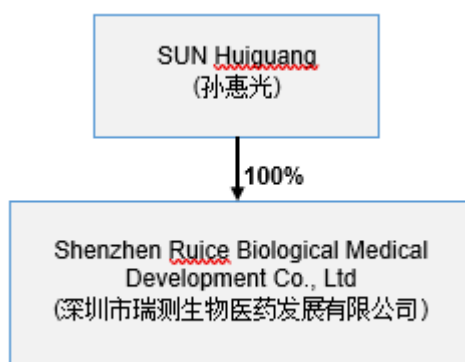 SUN Huiguang
(孙惠光)
100%
Shenzhen Ruice Biological Medical
Development Co., Ltd
(深圳市瑞测生物医药发展有限公司)